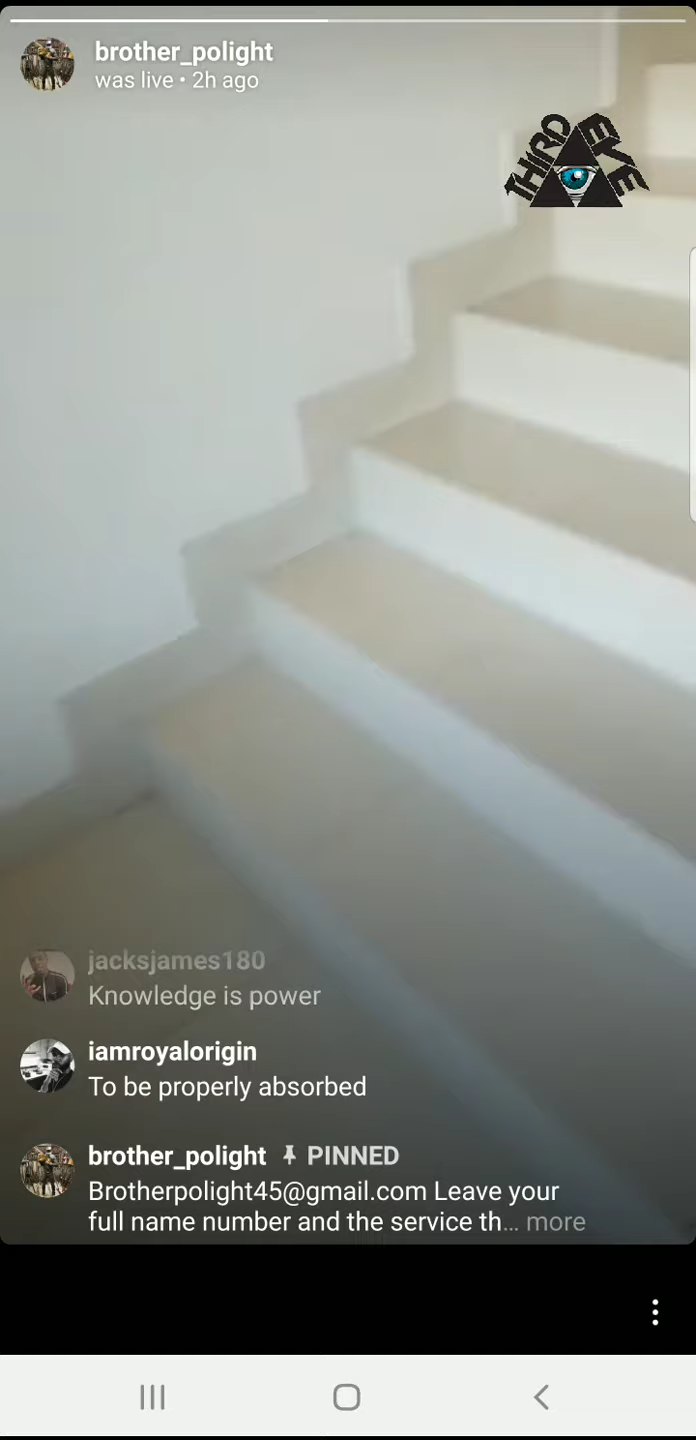 brother_polight
was live • 2h ago
THIRD EYE
jacksjames180
Knowledge is power
iamroyalorigin
To be properly absorbed
brother_polight PINNED
Brotherpolight45@gmail.com Leave your
full name number and the service th... more